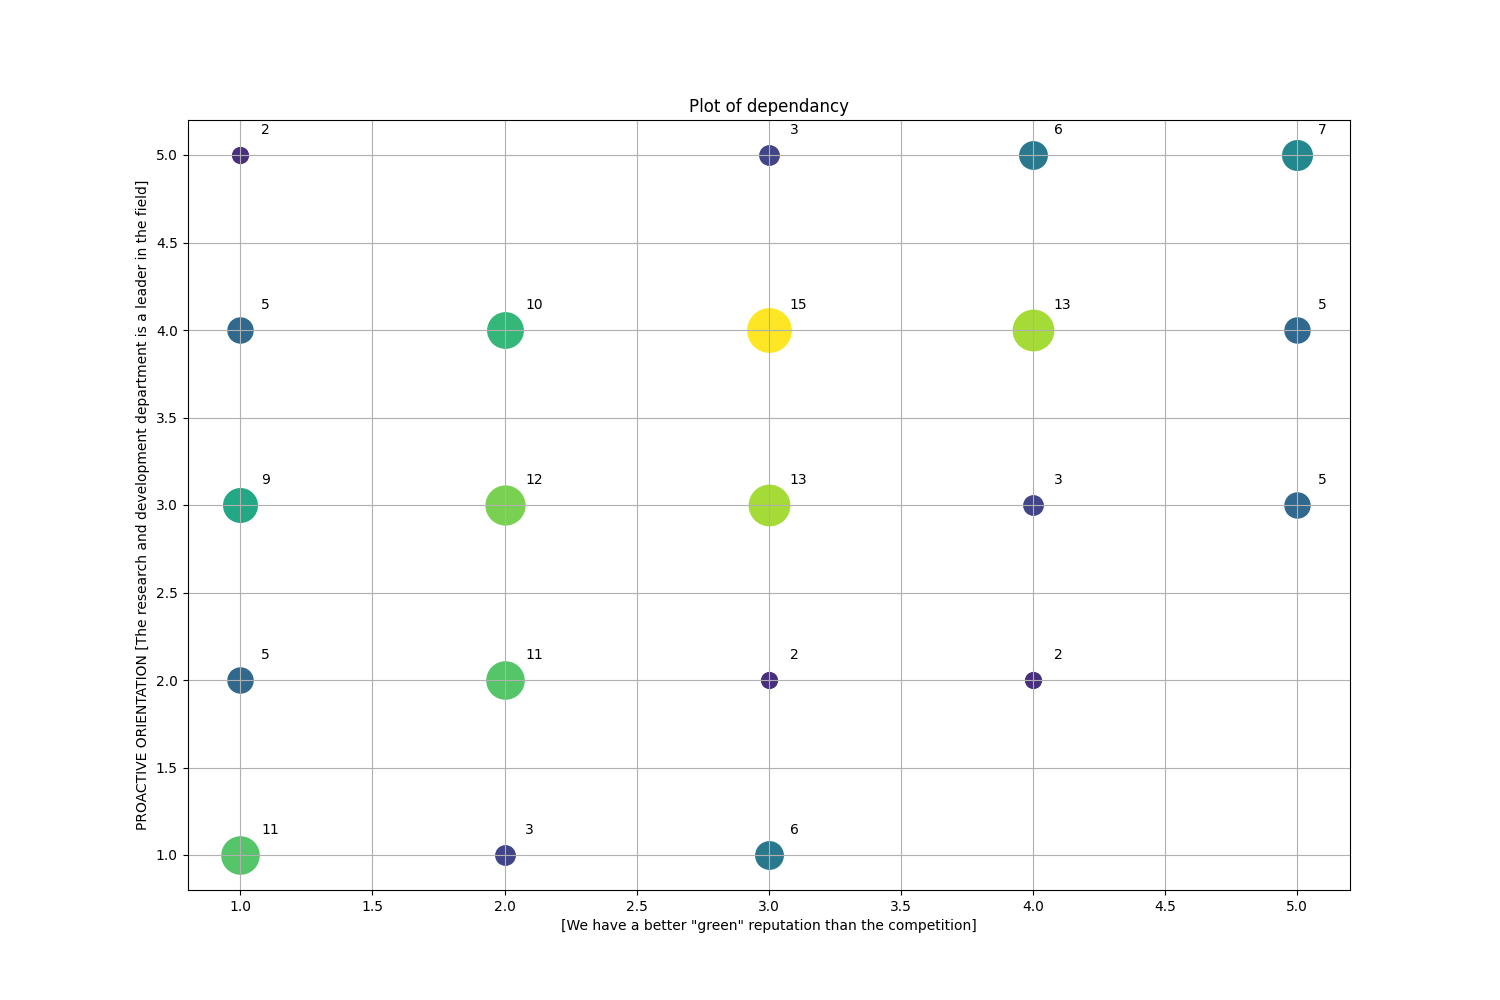 Plot of dependancy
2 3 6 7
5.0
4.5
5 10 15 13 5
4.0
3.5
9 12 13 3 5
3.0
2.5
5 11 2 2
2.0
1.5
11 3 6
1.0
PROACTIVE ORIENTATION [The research and development department is a leader in the field]
1.0 1.5 2.0 2.5 3.0 3.5 4.0 4.5 5.0
[We have a better "green" reputation than the competition]